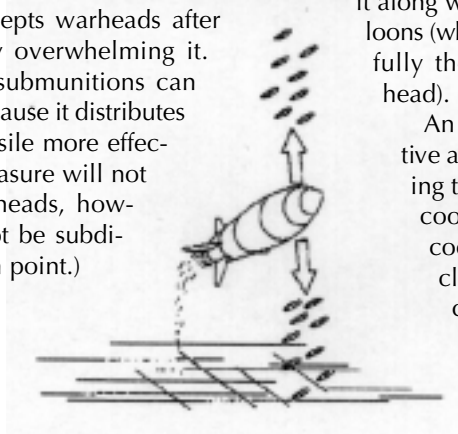 epts warheads after
overwhelming it.
submunitions can
ause it distributes
sile more effec-
asure will not
heads, how-
t be subdi-
point.)
it along w
loons (wh
fully th
head).
An
tive a
ing t
coo
coo
cl
c